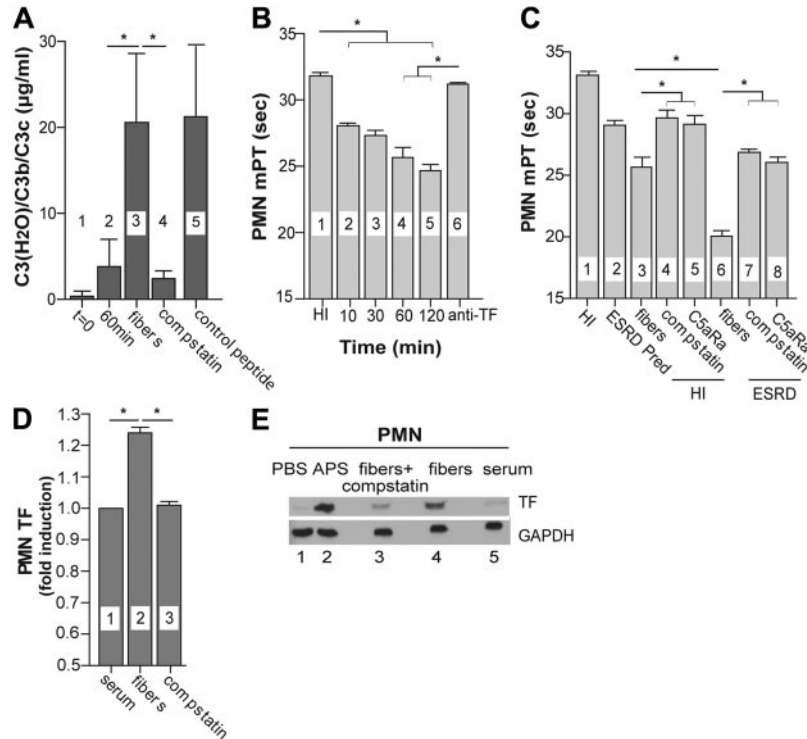 A
C3(H2O)/C3b/C3c (µg/ml)
30
20
10
0
* *
1 2 3 4 5
t=0 60min fibers compstatin control peptide
B
PMN mPT (sec)
35
30
25
20
15
*
*
1 2 3 4 5 6
HI 10 30 60 120 anti-TF
Time (min)
C
PMN mPT (sec)
35
30
25
20
15
*
* *
1 2 3 4 5 6 7 8
HI ESRD Pred fibers compstatin C5aRa fibers compstatin C5aRa
HI ESRD
D
PMN TF
(fold induction)
1.3
1.2
1.1
1.0
0.9
0.8
0.7
0.6
0.5
* *
1 2 3
serum fibers compstatin
E
PMN
PBS APS fibers+ fibers serum
compstatin
TF
GAPDH
1 2 3 4 5